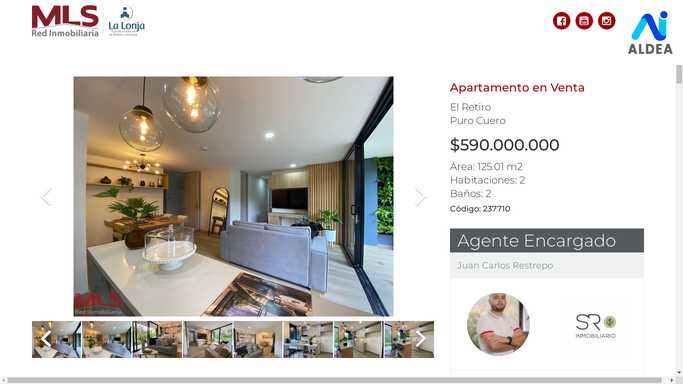 MLS
Red Inmobiliaria
La Lonja
ALDEA
Apartamento en Venta
El Retiro
Puro Cuero
$590.000.000
Área: 125.01 m2
Habitaciones: 2
Baños: 2
Código: 237710
Agente Encargado
Juan Carlos Restrepo
MLS
Red Inmobiliaria
SR
INMOBILIARIO